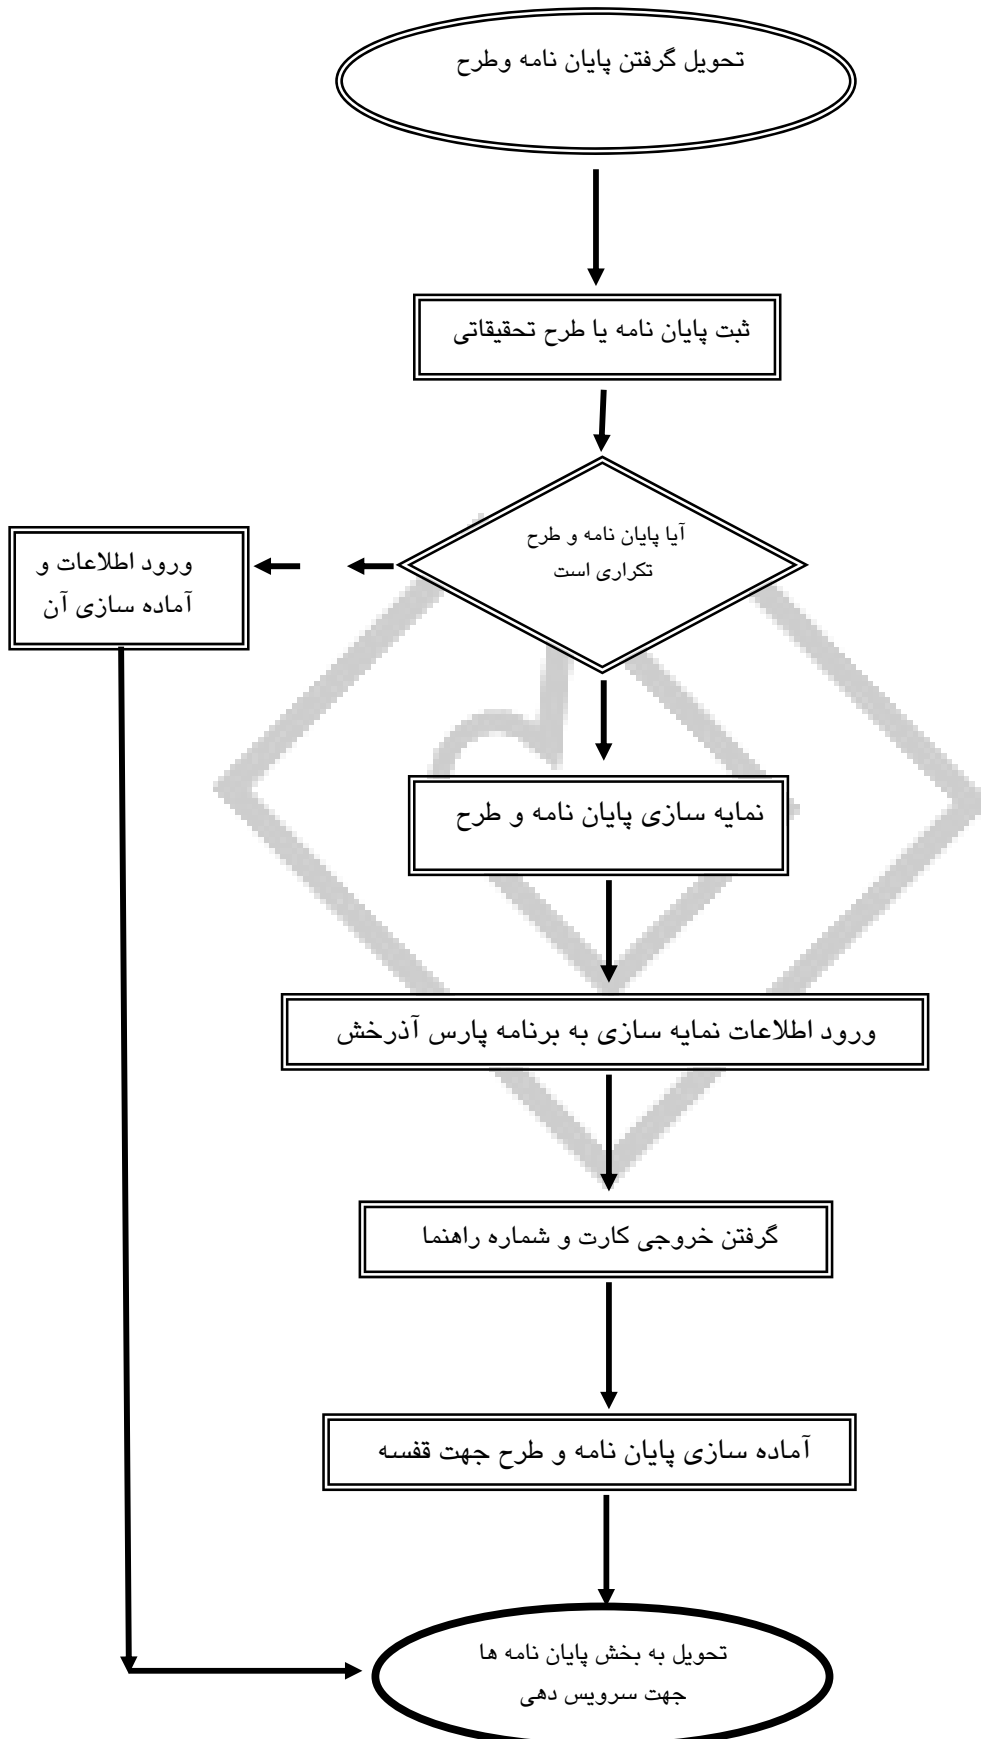 تحویل گرفتن پایان نامه وطرح
ثبت پایان نامه یا طرح تحقیقاتی
آیا پایان نامه و طرح
تکراری است
ورود اطلاعات و
آماده سازی آن
نمایه سازی پایان نامه و طرح
ورود اطلاعات نمایه سازی به برنامه پارس آذرخش
گرفتن خروجی کارت و شماره راهنما
آماده سازی پایان نامه و طرح جهت قفسه
تحویل به بخش پایان نامه ها
جهت سرویس دهی